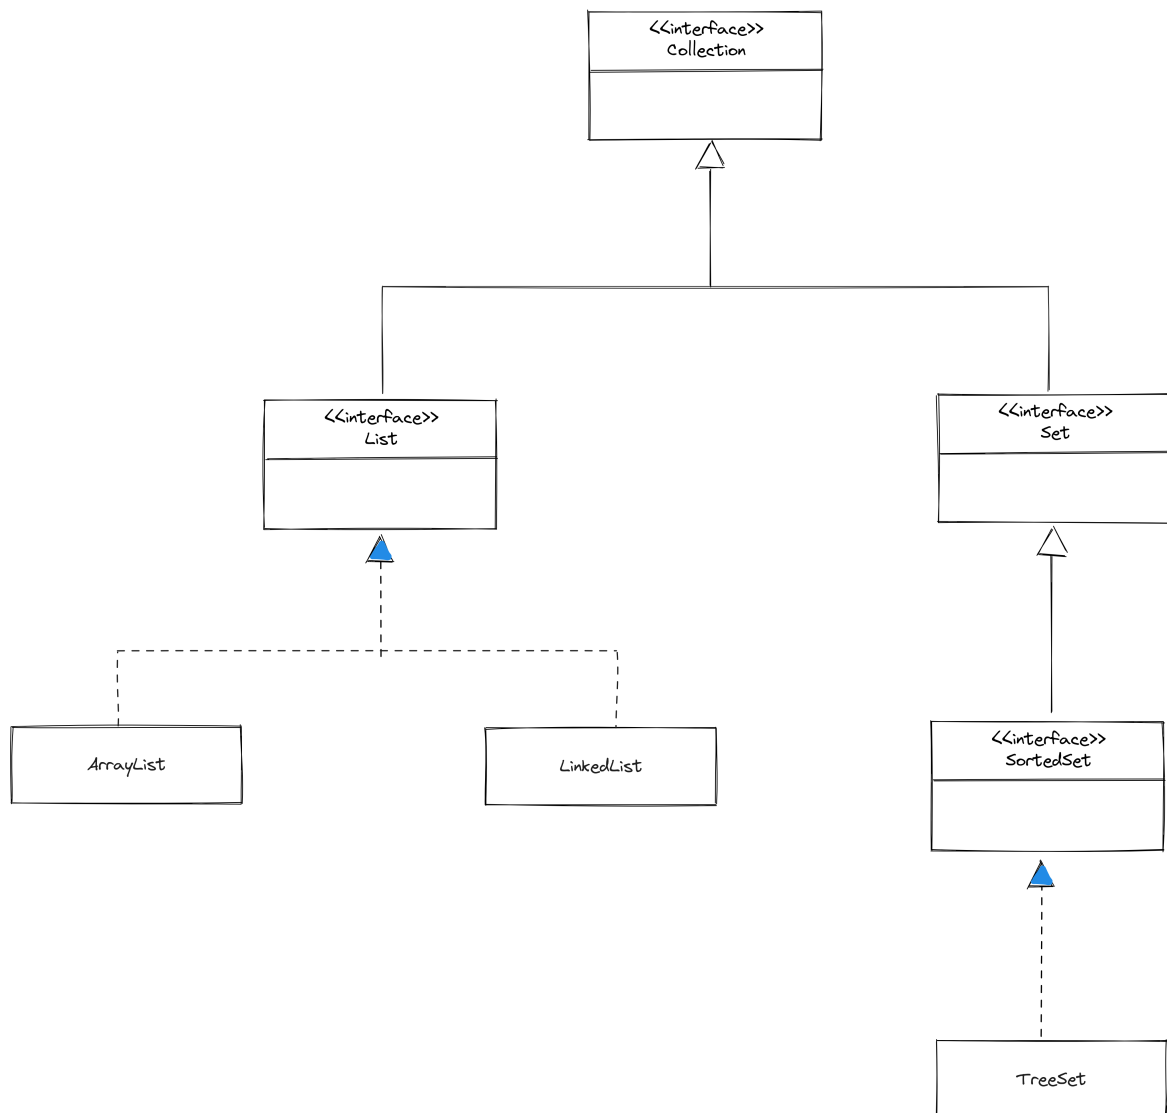 <<interface>>
Collection
<<interface>>
List
<<interface>>
Set
ArrayList
LinkedList
<<interface>>
SortedSet
TreeSet